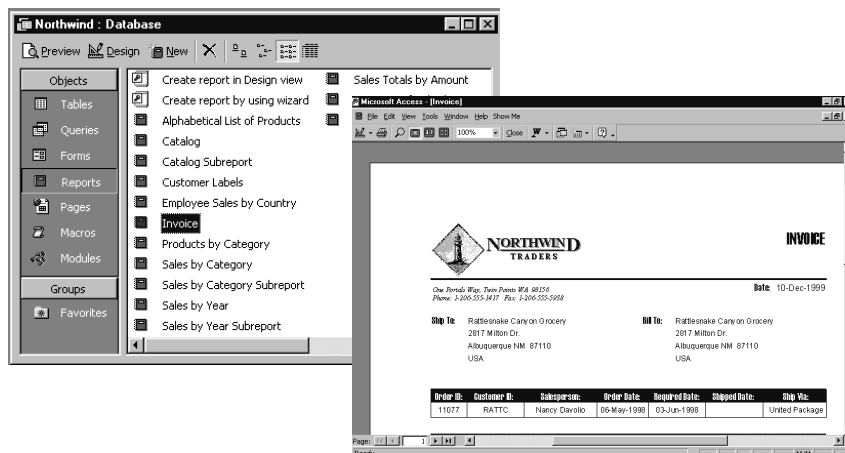 Northwind : Database
Preview Design New
Objects
Tables
Queries
Forms
Reports
Pages
Macros
Modules
Groups
Favorites
Create report in Design view
Create report by using wizard
Alphabetical List of Products
Catalog
Catalog Subreport
Customer Labels
Employee Sales by Country
Invoice
Products by Category
Sales by Category
Sales by Category Subreport
Sales by Year
Sales by Year Subreport
Sales Totals by Amount
Microsoft Access - [Invoice]
File Edit View Tools Window Help Show Me
100% Close
NORTHWIND
TRADERS
INVOICE
One Portals Way, Twin Points WA 98156
Phone: 1-206-555-1417 Fax: 1-206-555-5938
Date: 10-Dec-1999
Ship To: Rattlesnake Canyon Grocery
2817 Milton Dr.
Albuquerque NM 87110
USA
Bill To: Rattlesnake Canyon Grocery
2817 Milton Dr.
Albuquerque NM 87110
USA
Order ID: Customer ID: Salesperson: Order Date: Required Date: Shipped Date: Ship Via:
11077 RATTC Nancy Davolio 06-May-1998 03-Jun-1998 United Package
Page: 1